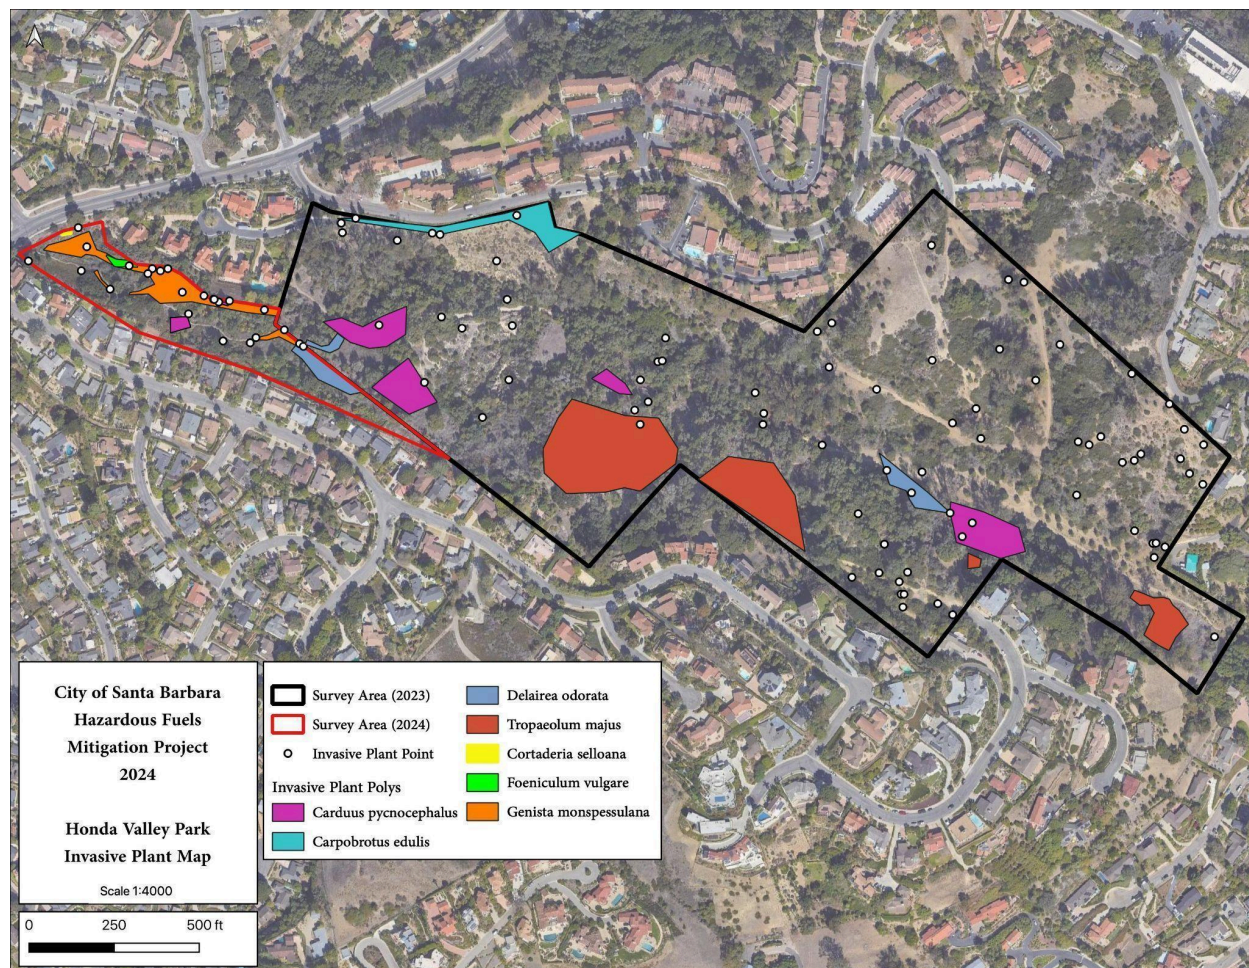 City of Santa Barbara
Hazardous Fuels
Mitigation Project
2024
Honda Valley Park
Invasive Plant Map
Scale 1:4000
0 250 500 ft
Survey Area (2023)
Survey Area (2024)
Invasive Plant Point
Invasive Plant Polys
Carduus pycnocephalus
Carpobrotus edulis
Delairea odorata
Tropaeolum majus
Cortaderia selloana
Foeniculum vulgare
Genista monspessulana